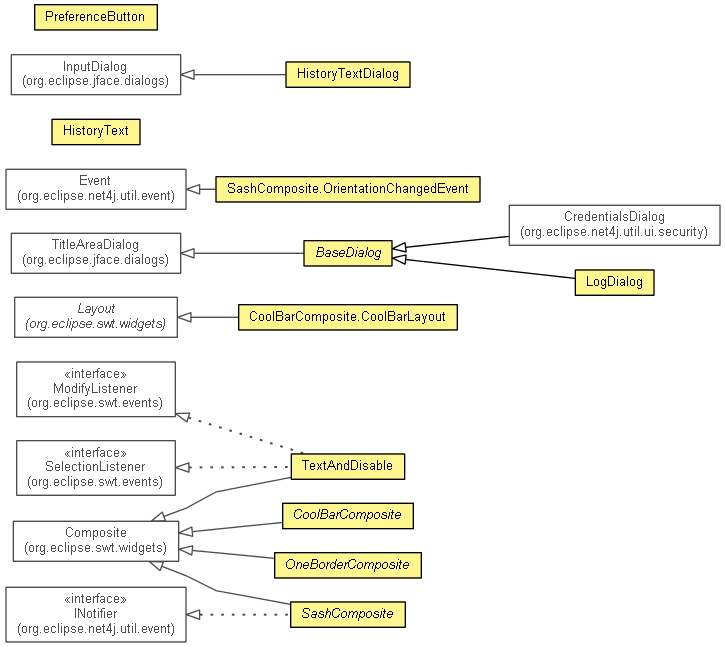 PreferenceButton
InputDialog
(org.eclipse.jface.dialogs)
HistoryTextDialog
HistoryText
Event
(org.eclipse.net4j.util.event)
SashComposite.OrientationChangedEvent
CredentialsDialog
(org.eclipse.net4j.util.ui.security)
TitleAreaDialog
(org.eclipse.jface.dialogs)
BaseDialog
LogDialog
Layout
(org.eclipse.swt.widgets)
CoolBarComposite.CoolBarLayout
«interface»
ModifyListener
(org.eclipse.swt.events)
«interface»
SelectionListener
(org.eclipse.swt.events)
TextAndDisable
CoolBarComposite
Composite
(org.eclipse.swt.widgets)
OneBorderComposite
«interface»
INotifier
(org.eclipse.net4j.util.event)
SashComposite